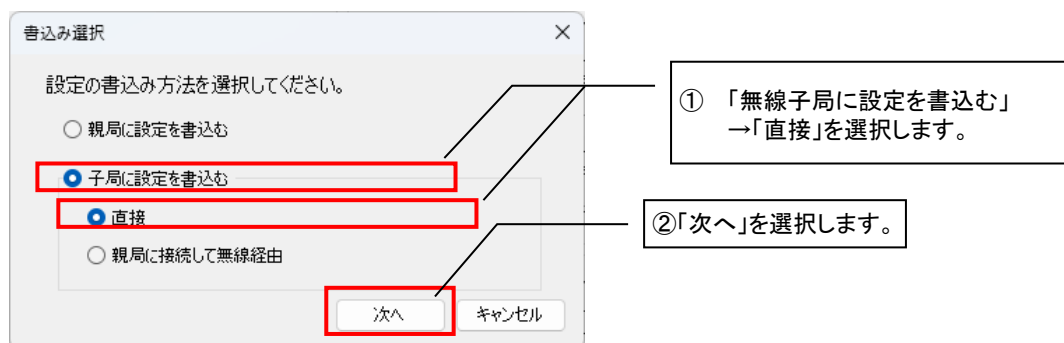 書込み選択
設定の書込み方法を選択してください。
親局に設定を書込む
子局に設定を書込む
直接
親局に接続して無線経由
次へ
キャンセル
① 「無線子局に設定を書込む」
→「直接」を選択します。
②「次へ」を選択します。